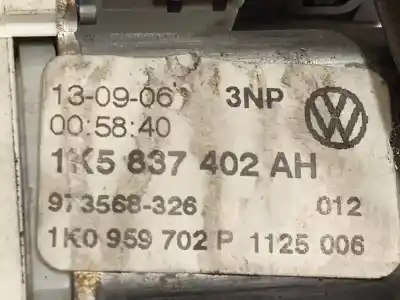 13-09-06 3NP
00:58:40
1K5 837 402 AH
973568-326 012
1K0 959 702 P 1125 006